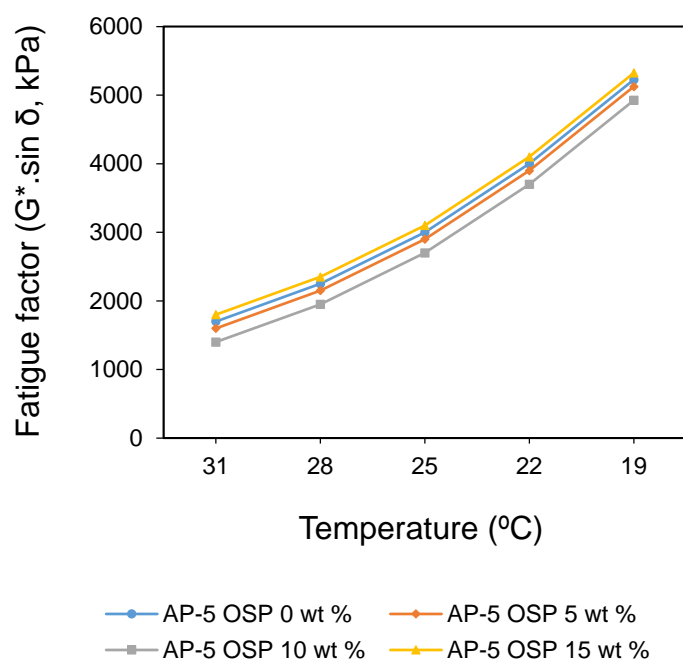 Fatigue factor (G*.sin δ, kPa)
6000
5000
4000
3000
2000
1000
0
31 28 25 22 19
Temperature (ºC)
AP-5 OSP 0 wt % AP-5 OSP 5 wt %
AP-5 OSP 10 wt % AP-5 OSP 15 wt %